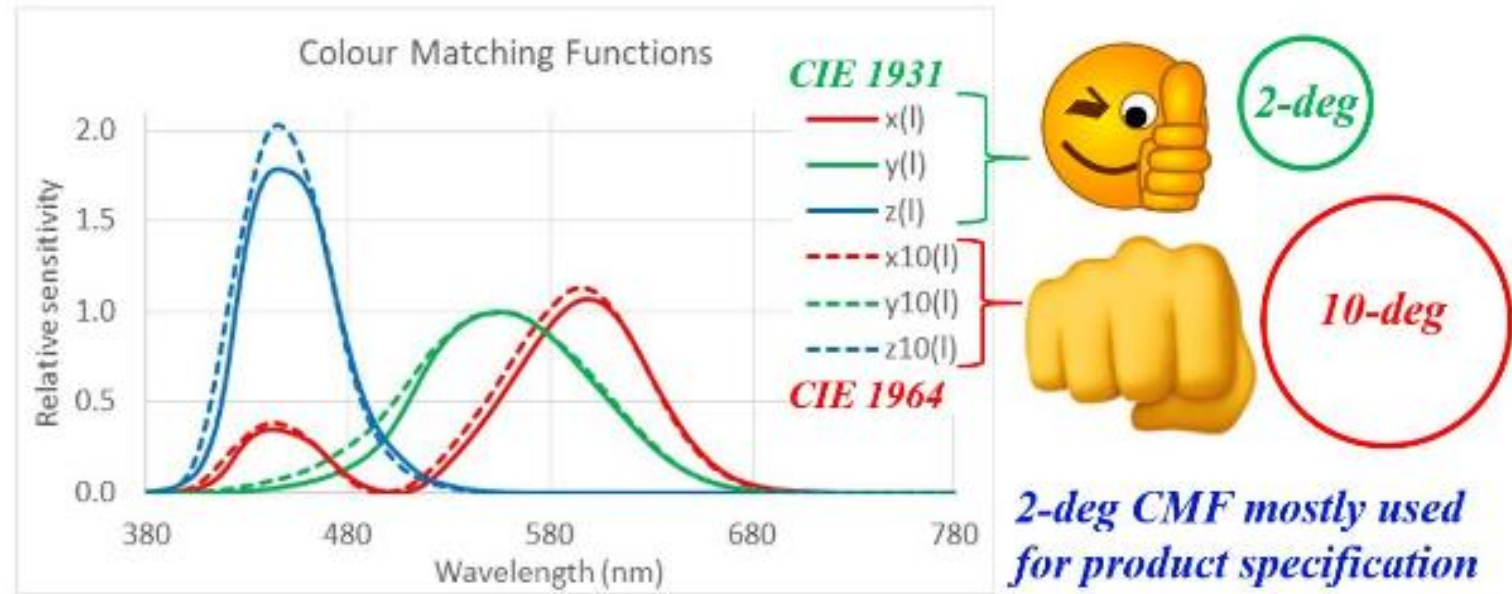 Colour Matching Functions
CIE 1931
x(l)
y(l)
z(l)
x10(l)
y10(l)
z10(l)
CIE 1964
Relative sensitivity
2.0
1.5
1.0
0.5
0.0
380 480 580 680 780
Wavelength (nm)
2-deg
10-deg
2-deg CMF mostly used
for product specification